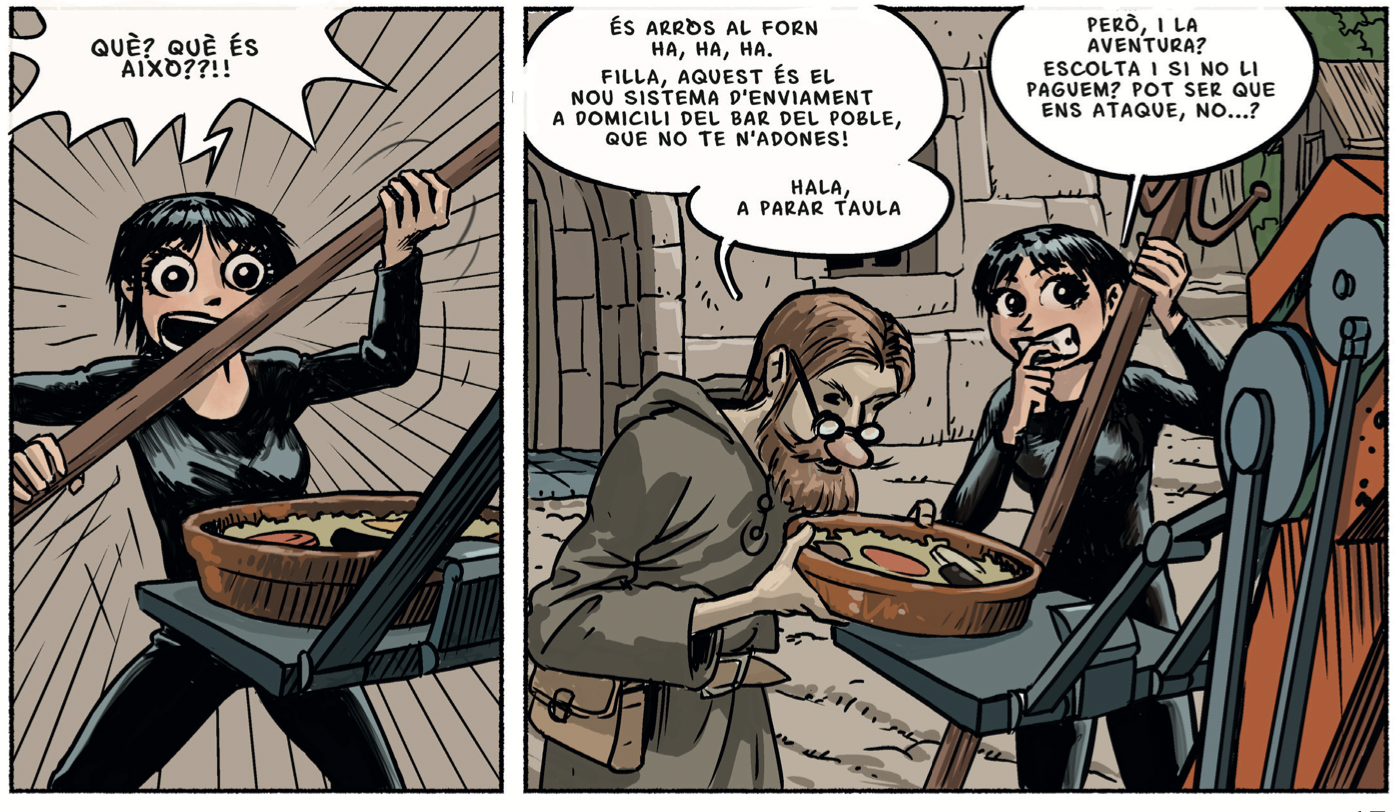 QUÈ? QUÈ ÉS
AIXÒ??!!
ÉS ARRÒS AL FORN
HA, HA, HA.
FILLA, AQUEST ÉS EL
NOU SISTEMA D'ENVIAMENT
A DOMICILI DEL BAR DEL POBLE,
QUE NO TE N'ADONES!
HALA,
A PARAR TAULA
PERÒ, I LA
AVENTURA?
ESCOLTA I SI NO LI
PAGUEM? POT SER QUE
ENS ATAQUE, NO...?